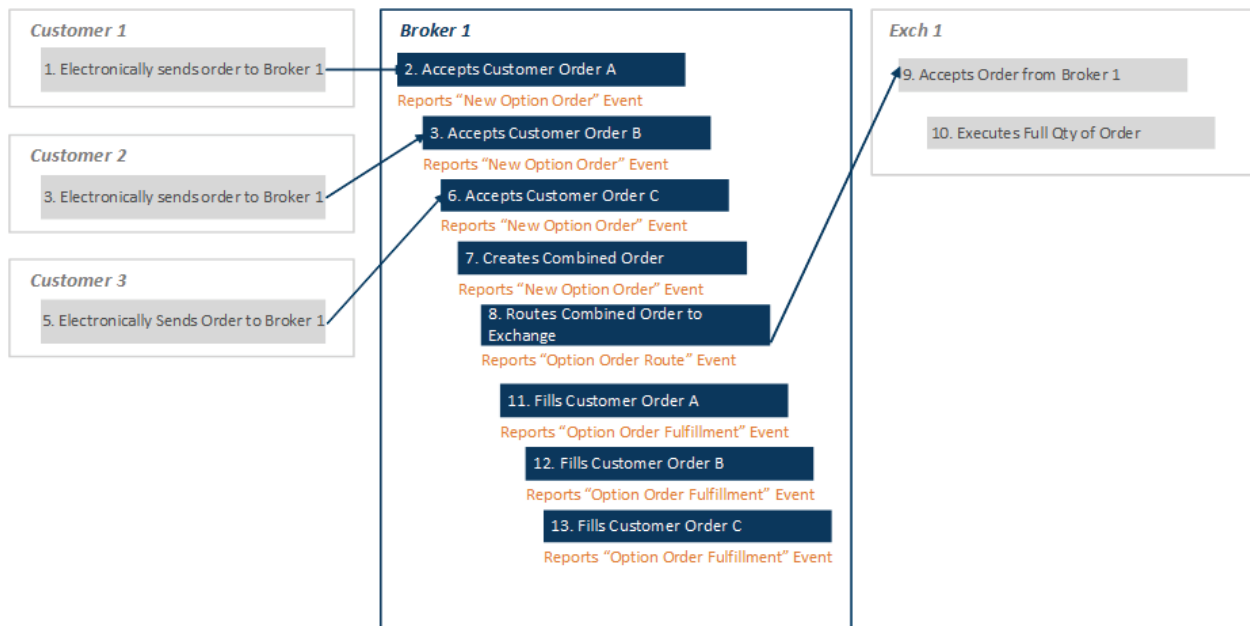 Customer 1
1. Electronically sends order to Broker 1
Customer 2
3. Electronically sends order to Broker 1
Customer 3
5. Electronically Sends Order to Broker 1
Broker 1
2. Accepts Customer Order A
Reports “New Option Order” Event
3. Accepts Customer Order B
Reports “New Option Order” Event
6. Accepts Customer Order C
Reports “New Option Order” Event
7. Creates Combined Order
Reports “New Option Order” Event
8. Routes Combined Order to
Exchange
Reports “Option Order Route” Event
11. Fills Customer Order A
Reports “Option Order Fulfillment” Event
12. Fills Customer Order B
Reports “Option Order Fulfillment” Event
13. Fills Customer Order C
Reports “Option Order Fulfillment” Event
Exch 1
9. Accepts Order from Broker 1
10. Executes Full Qty of Order